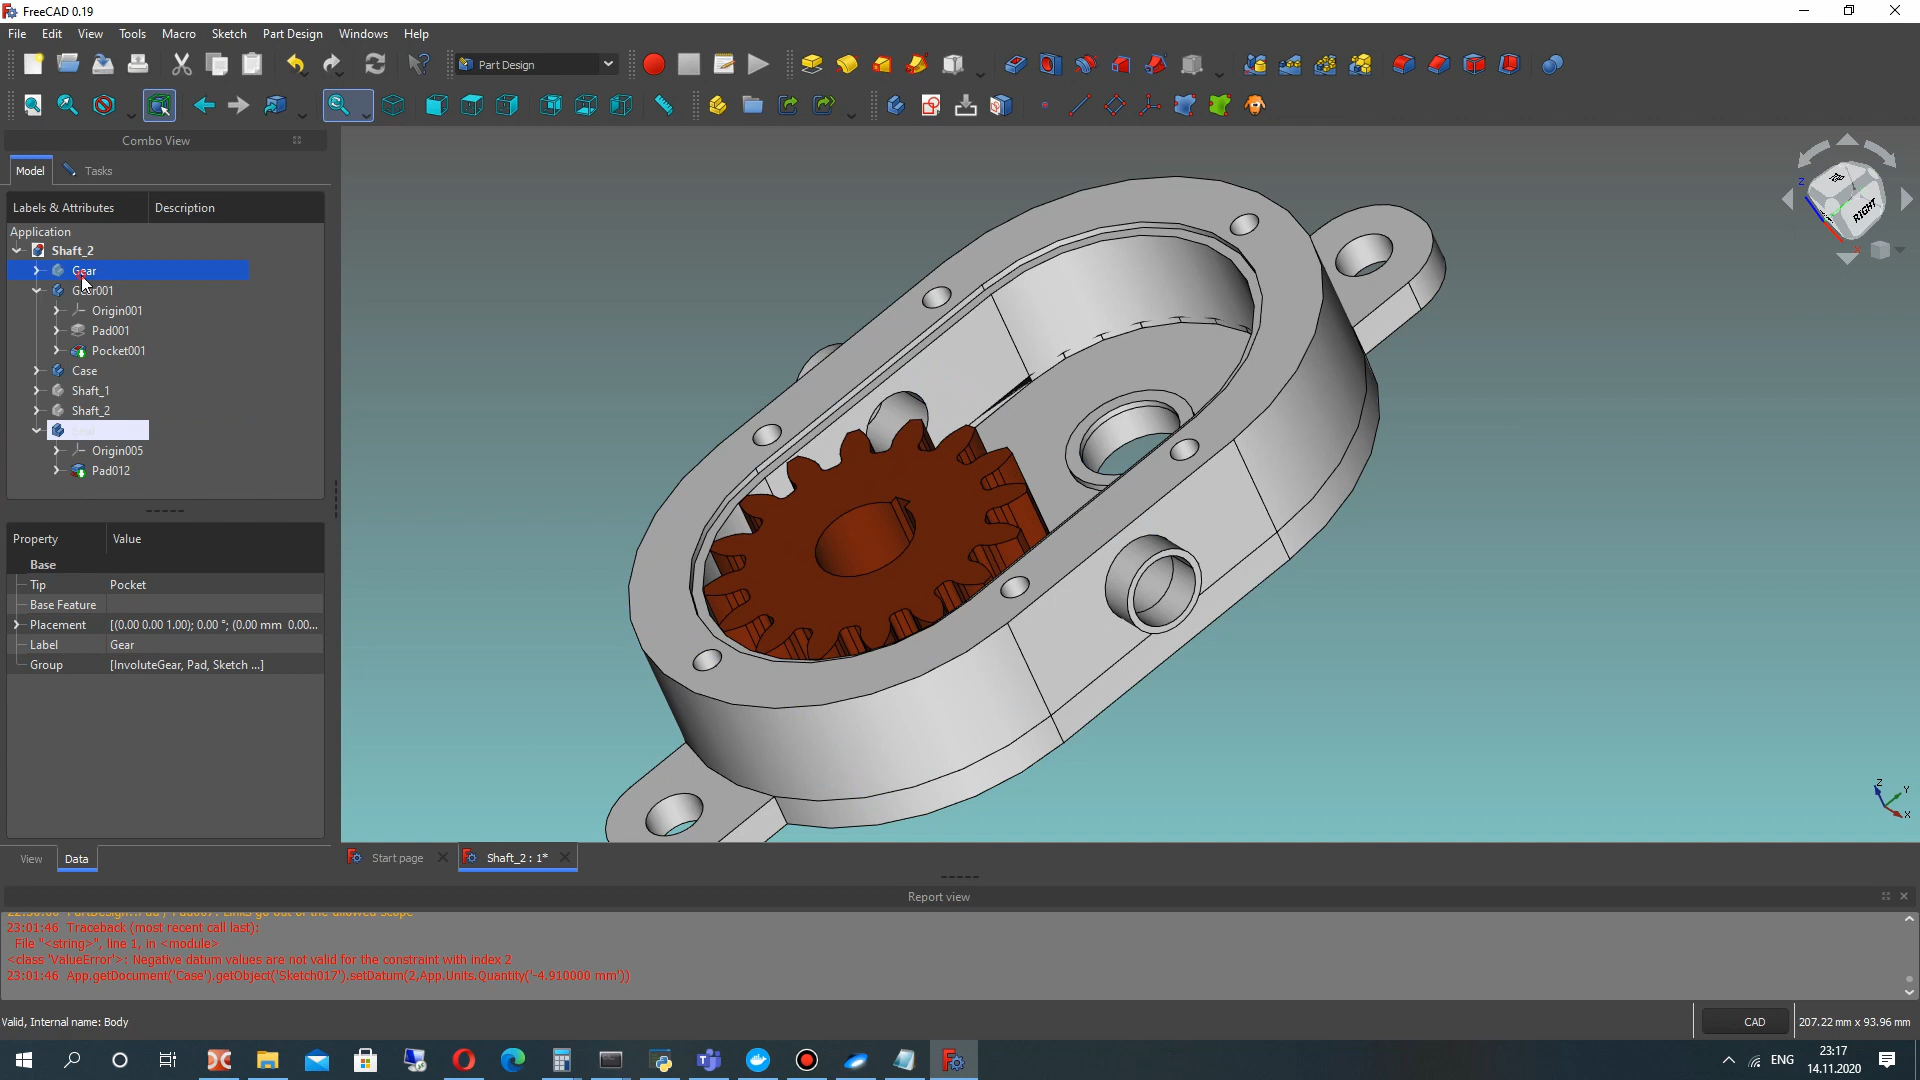 FreeCAD 0.19
File Edit View Tools Macro Sketch Part Design Windows Help
Part Design
Combo View
Model Tasks
Labels & Attributes Description
Application
Shaft_2
Gear
Gear001
Origin001
Pad001
Pocket001
Case
Shaft_1
Shaft_2
Origin005
Pad012
Property Value
Base
Tip Pocket
Base Feature
Placement [(0.00 0.00 1.00); 0.00 °; (0.00 mm 0.00...
Label Gear
Group [InvoluteGear, Pad, Sketch ...]
View Data
RIGHT
Z
X
Z
Y
X
Start page Shaft_2 : 1*
Report view
23:01:46 Traceback (most recent call last):
File "<string>", line 1, in <module>
<class 'ValueError'>: Negative datum values are not valid for the constraint with index 2
23:01:46 App.getDocument('Case').getObject('Sketch017').setDatum(2,App.Units.Quantity('-4.910000 mm'))
Valid, Internal name: Body
CAD 207.22 mm x 93.96 mm
ENG 23:17
14.11.2020